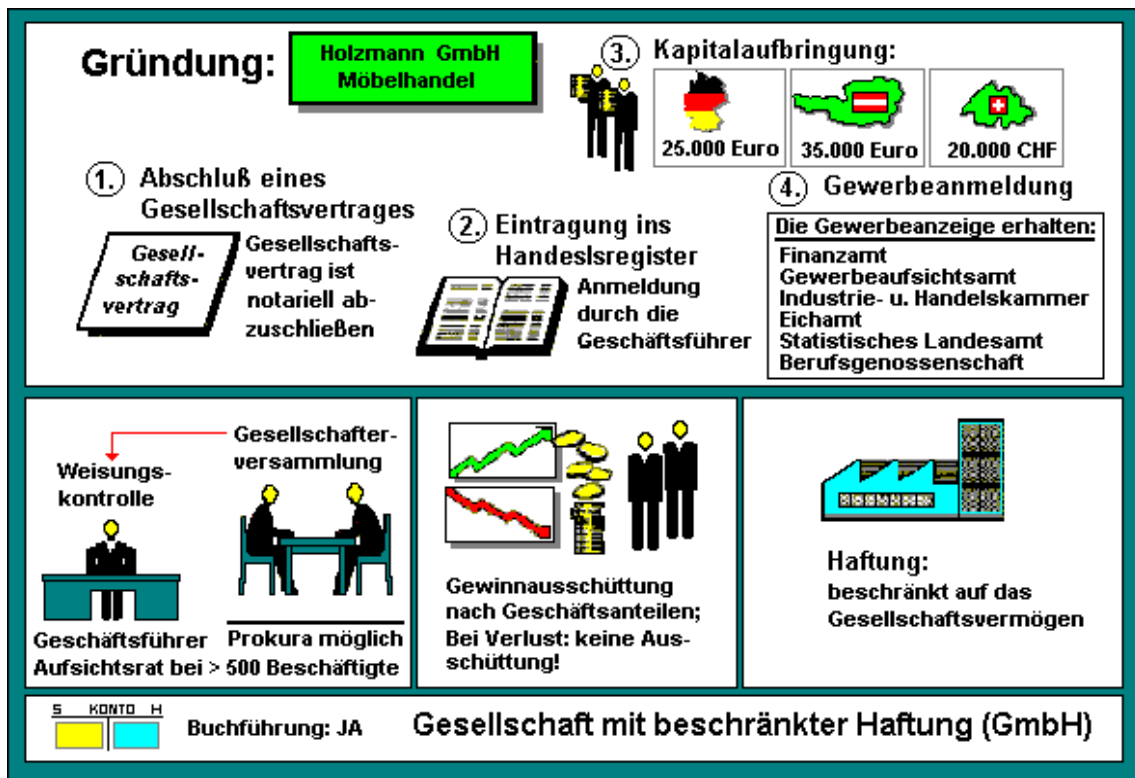 Gründung:
Holzmann GmbH
Möbelhandel
3. Kapitalaufbringung:
25.000 Euro
35.000 Euro
20.000 CHF
1. Abschluß eines
Gesellschaftsvertrages
Gesell-
schafts-
vertrag
Gesellschafts-
vertrag ist
notariell ab-
zuschließen
2. Eintragung ins
Handeslsregister
Anmeldung
durch die
Geschäftsführer
4. Gewerbeanmeldung
Die Gewerbeanzeige erhalten:
Finanzamt
Gewerbeaufsichtsamt
Industrie- u. Handelskammer
Eichamt
Statistisches Landesamt
Berufsgenossenschaft
Weisungs-
kontrolle
Gesellschafter-
versammlung
Geschäftsführer
Prokura möglich
Aufsichtsrat bei > 500 Beschäftigte
Gewinnausschüttung
nach Geschäftsanteilen;
Bei Verlust: keine Aus-
schüttung!
Haftung:
beschränkt auf das
Gesellschaftsvermögen
S KONTO H
Buchführung: JA
Gesellschaft mit beschränkter Haftung (GmbH)